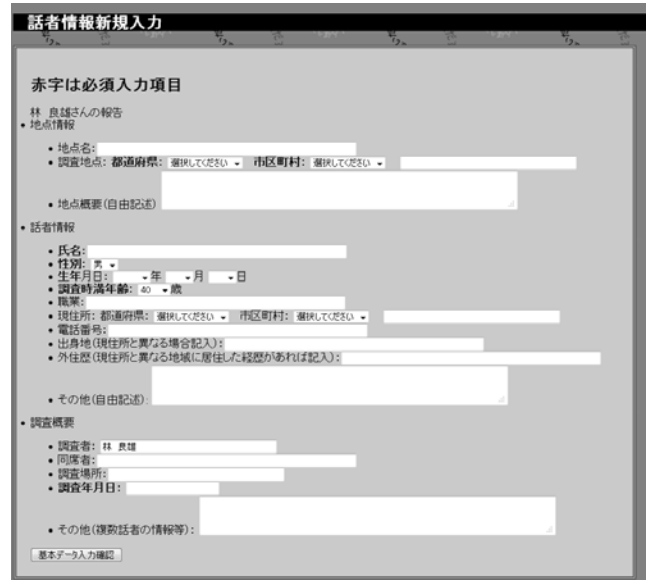 話者情報新規入力
赤字は必須入力項目
林 良雄さんの報告
• 地点情報
• 地点名:
• 調査地点: 都道府県: 選択してください 市区町村: 選択してください
• 地点概要(自由記述)
• 話者情報
• 氏名:
• 性別: 男
• 生年月日: 年 月 日
• 調査時満年齢: 40 歳
• 職業:
• 現住所: 都道府県: 選択してください 市区町村: 選択してください
• 電話番号:
• 出身地(現住所と異なる場合記入):
• 外住歴(現住所と異なる地域に居住した経歴があれば記入):
• その他(自由記述):
• 調査概要
• 調査者: 林 良雄
• 同席者:
• 調査場所:
• 調査年月日:
• その他(複数話者の情報等):
基本データ入力確認